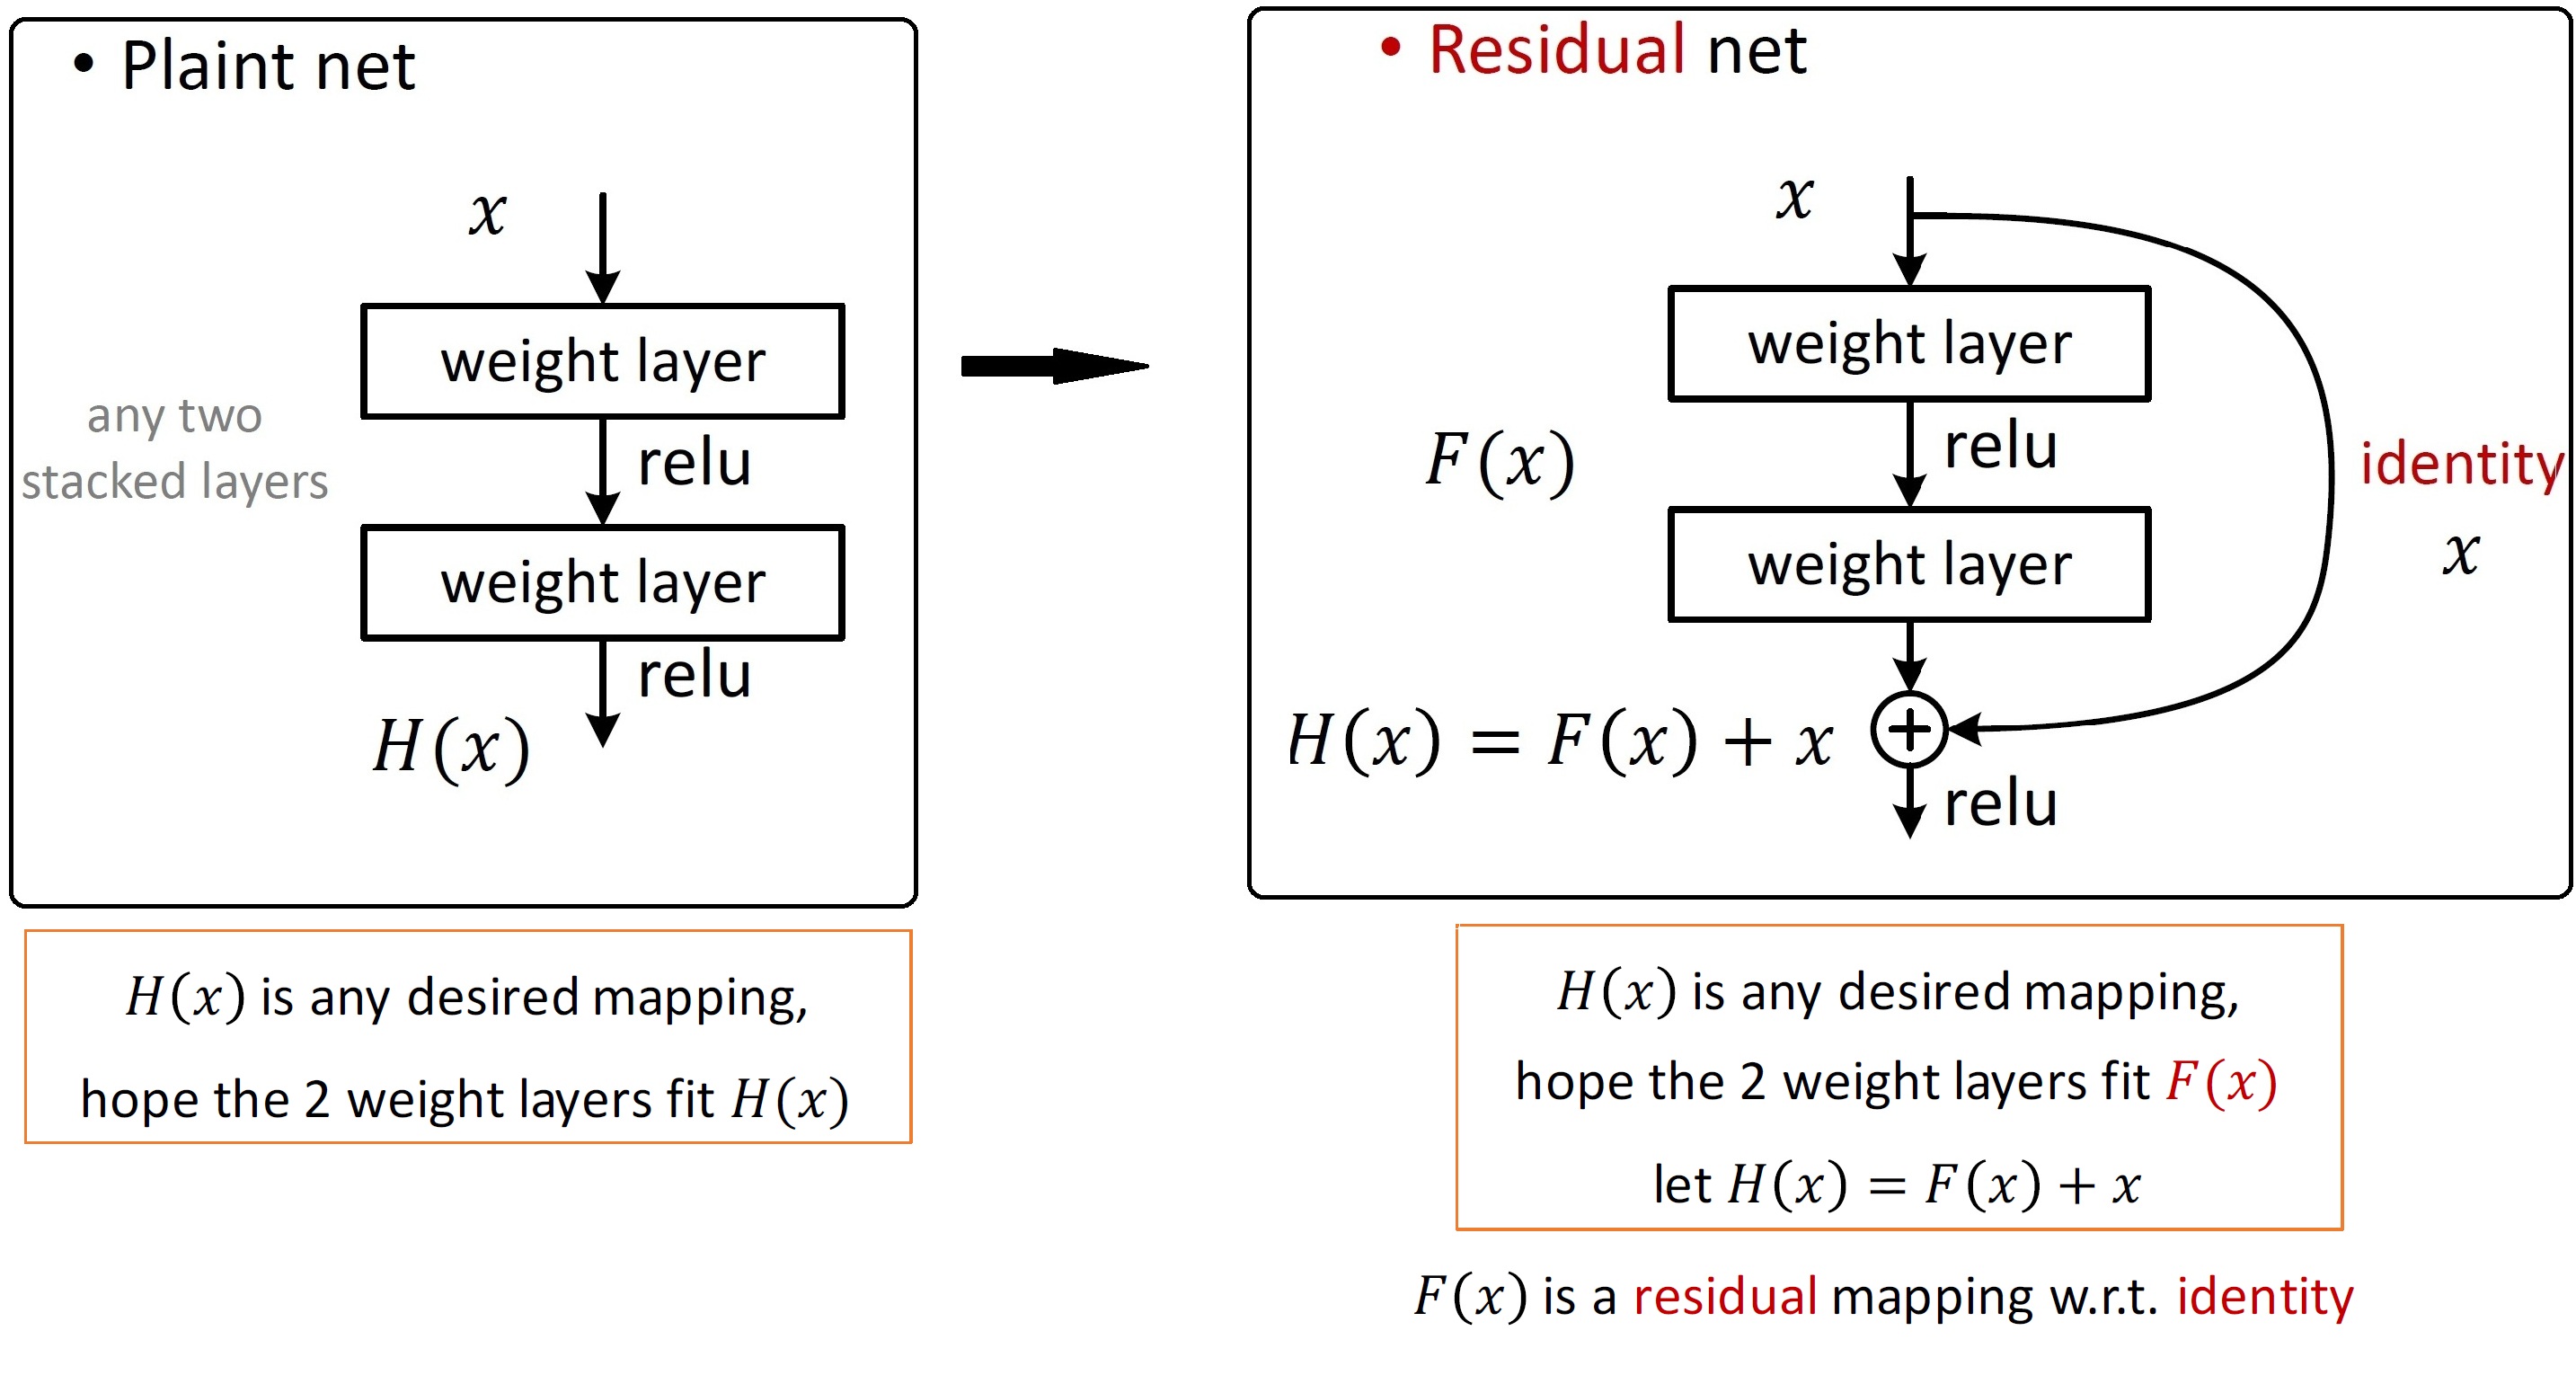 • Plaint net
x
weight layer
any two
stacked layers
relu
weight layer
relu
H(x)
H(x) is any desired mapping,
hope the 2 weight layers fit H(x)
• Residual net
x
weight layer
relu
F(x)
identity
x
weight layer
H(x) = F(x) + x
relu
H(x) is any desired mapping,
hope the 2 weight layers fit F(x)
let H(x) = F(x) + x
F(x) is a residual mapping w.r.t. identity